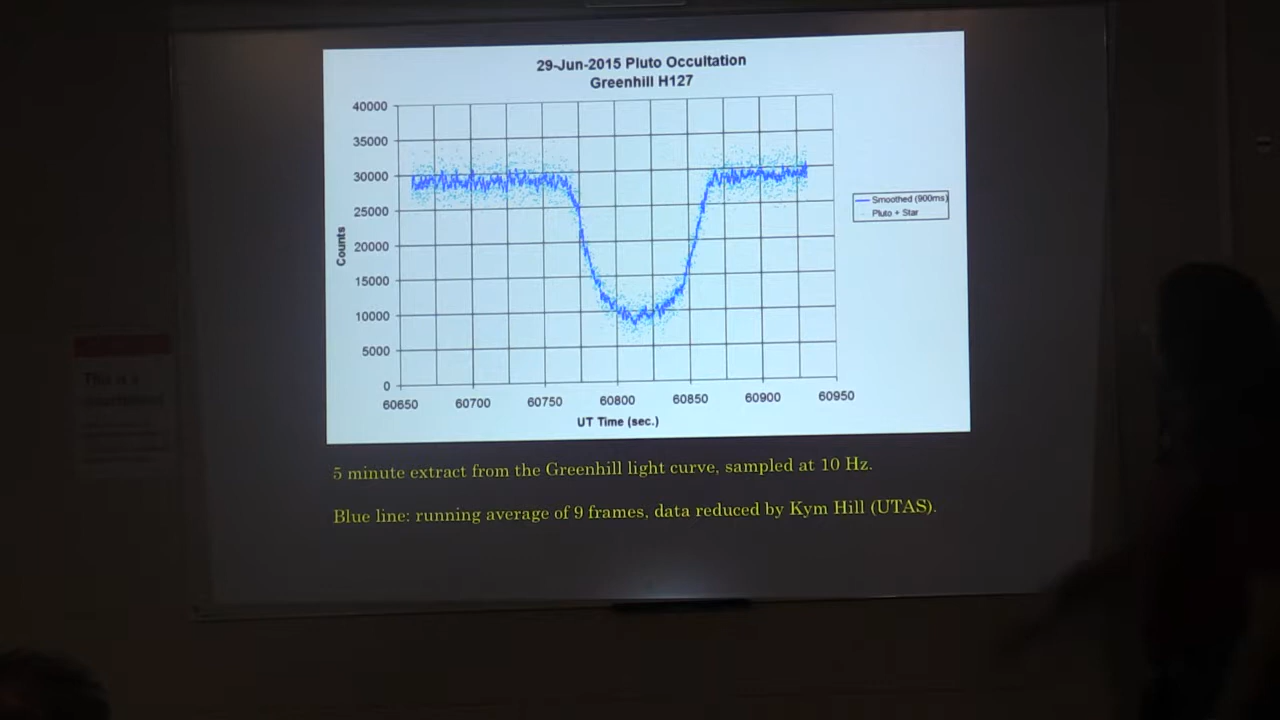 29-Jun-2015 Pluto Occultation
Greenhill H127
40000
35000
30000
25000
20000
15000
10000
5000
0
Counts
60650 60700 60750 60800 60850 60900 60950
UT Time (sec.)
Smoothed (900ms)
Pluto + Star
5 minute extract from the Greenhill light curve, sampled at 10 Hz.
Blue line: running average of 9 frames, data reduced by Kym Hill (UTAS).
This is a